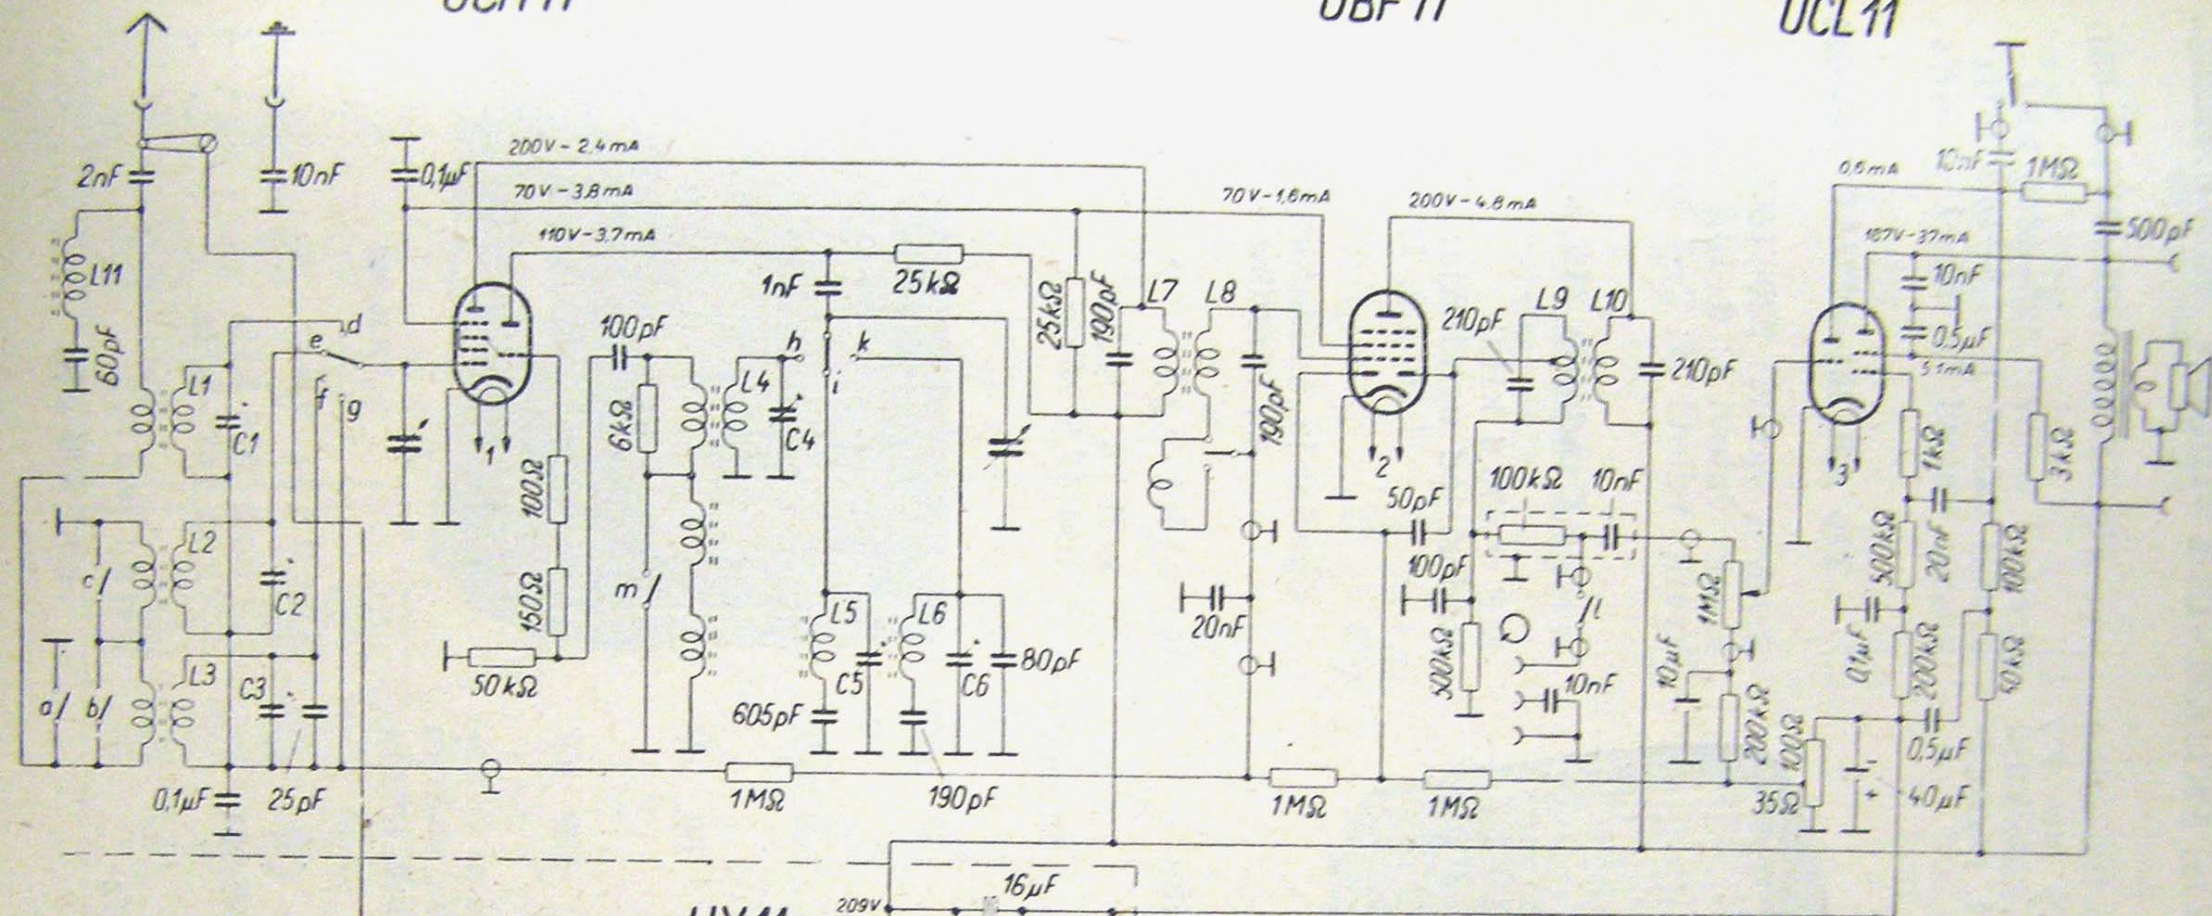 UBF 11
UCL11
2nF
10nF
0,1µF
200V-2,4mA
70V-3,8mA
110V-3,7mA
70V-1,6mA
200V-4,8mA
0,6mA
10nF
1MΩ
500pF
187V-37mA
10nF
0,5µF
5,1mA
L11
60pF
L1
C1
d
e
f
g
1
100pF
6kΩ
L4
C4
1nF
25kΩ
h
k
i
25kΩ
190pF
L7
L8
190pF
2
210pF
L9
L10
210pF
3
1kΩ
3kΩ
100Ω
150Ω
50kΩ
L2
C2
c
L3
C3
a
b
0,1µF
25pF
m
L5
C5
605pF
L6
C6
80pF
190pF
1MΩ
20nF
50pF
100kΩ
10nF
100pF
500kΩ
l
10nF
1MΩ
1MΩ
1MΩ
10µF
200kΩ
500kΩ
20nF
100kΩ
0,1µF
200kΩ
50kΩ
100Ω
35Ω
0,5µF
40µF
-
+
16µF
209V